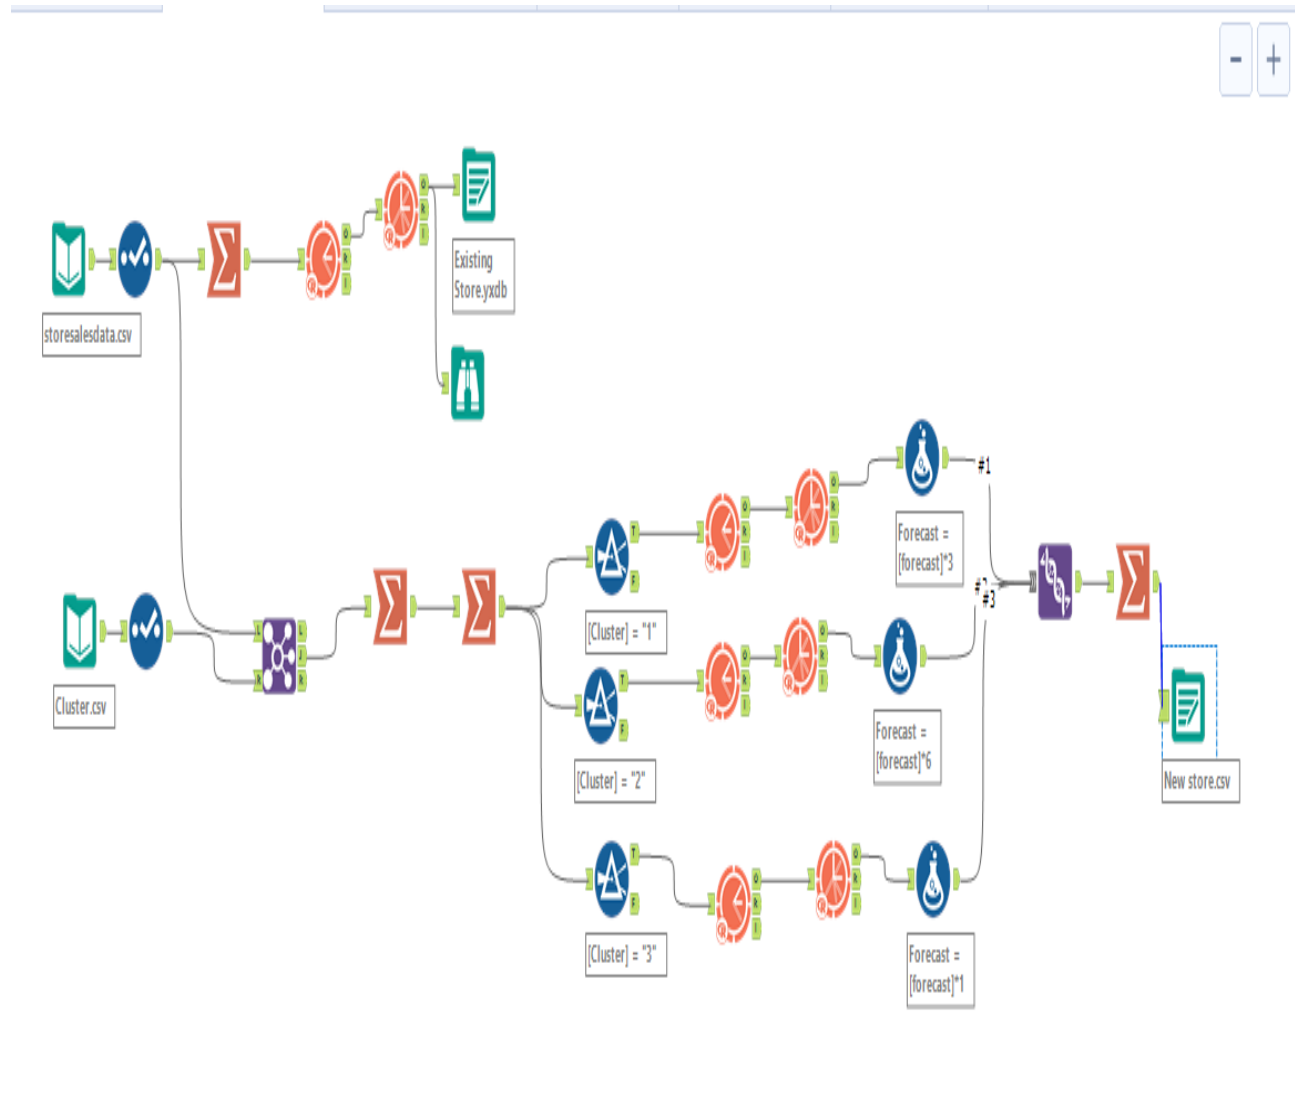 Existing
Store.yxdb
storesalesdata.csv
#1
Forecast =
[forecast]*3
#3
[Cluster] = "1"
Cluster.csv
Forecast =
[forecast]*6
[Cluster] = "2"
New store.csv
[Cluster] = "3"
Forecast =
[forecast]*1